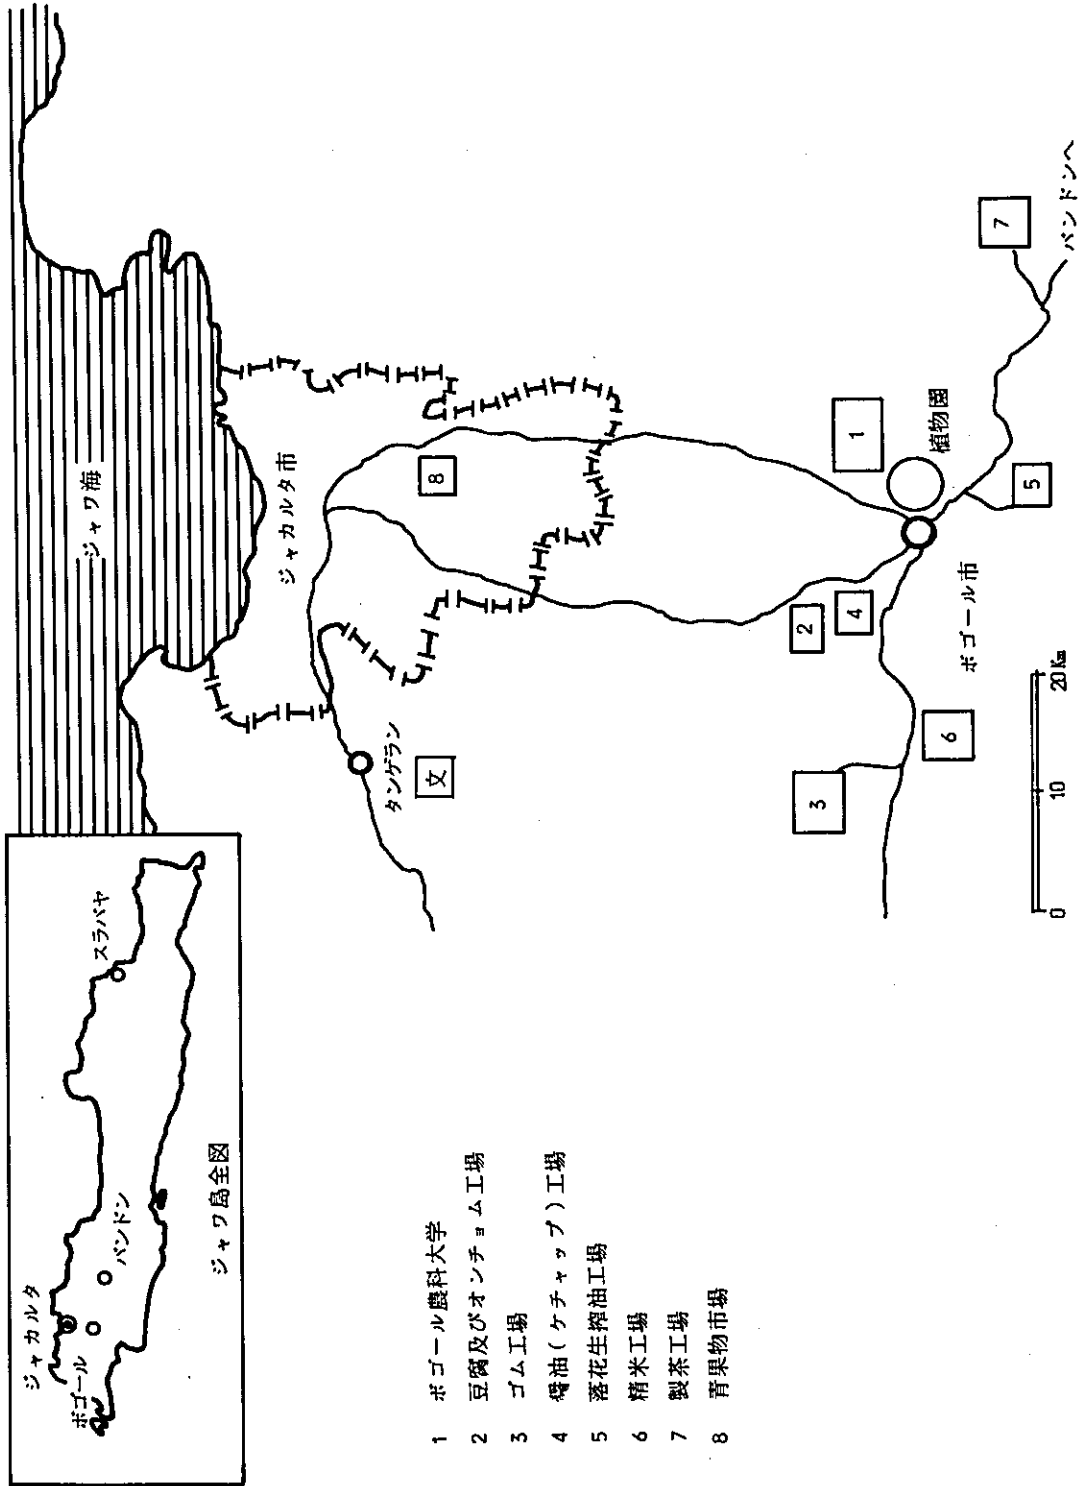 ジャワ海
ジャカルタ市
タンゲラン
文
8
2
4
1
植物園
ボゴール市
3
6
5
7
バンドンへ
0 10 20Km
ジャカルタ
ボゴール
バンドン
スラバヤ
ジャワ島全図
1 ボゴール農科大学
2 豆腐及びオンチョム工場
3 ゴム工場
4 油(ケチャップ)工場
5 落花生搾油工場
6 精米工場
7 製茶工場
8 青果物市場